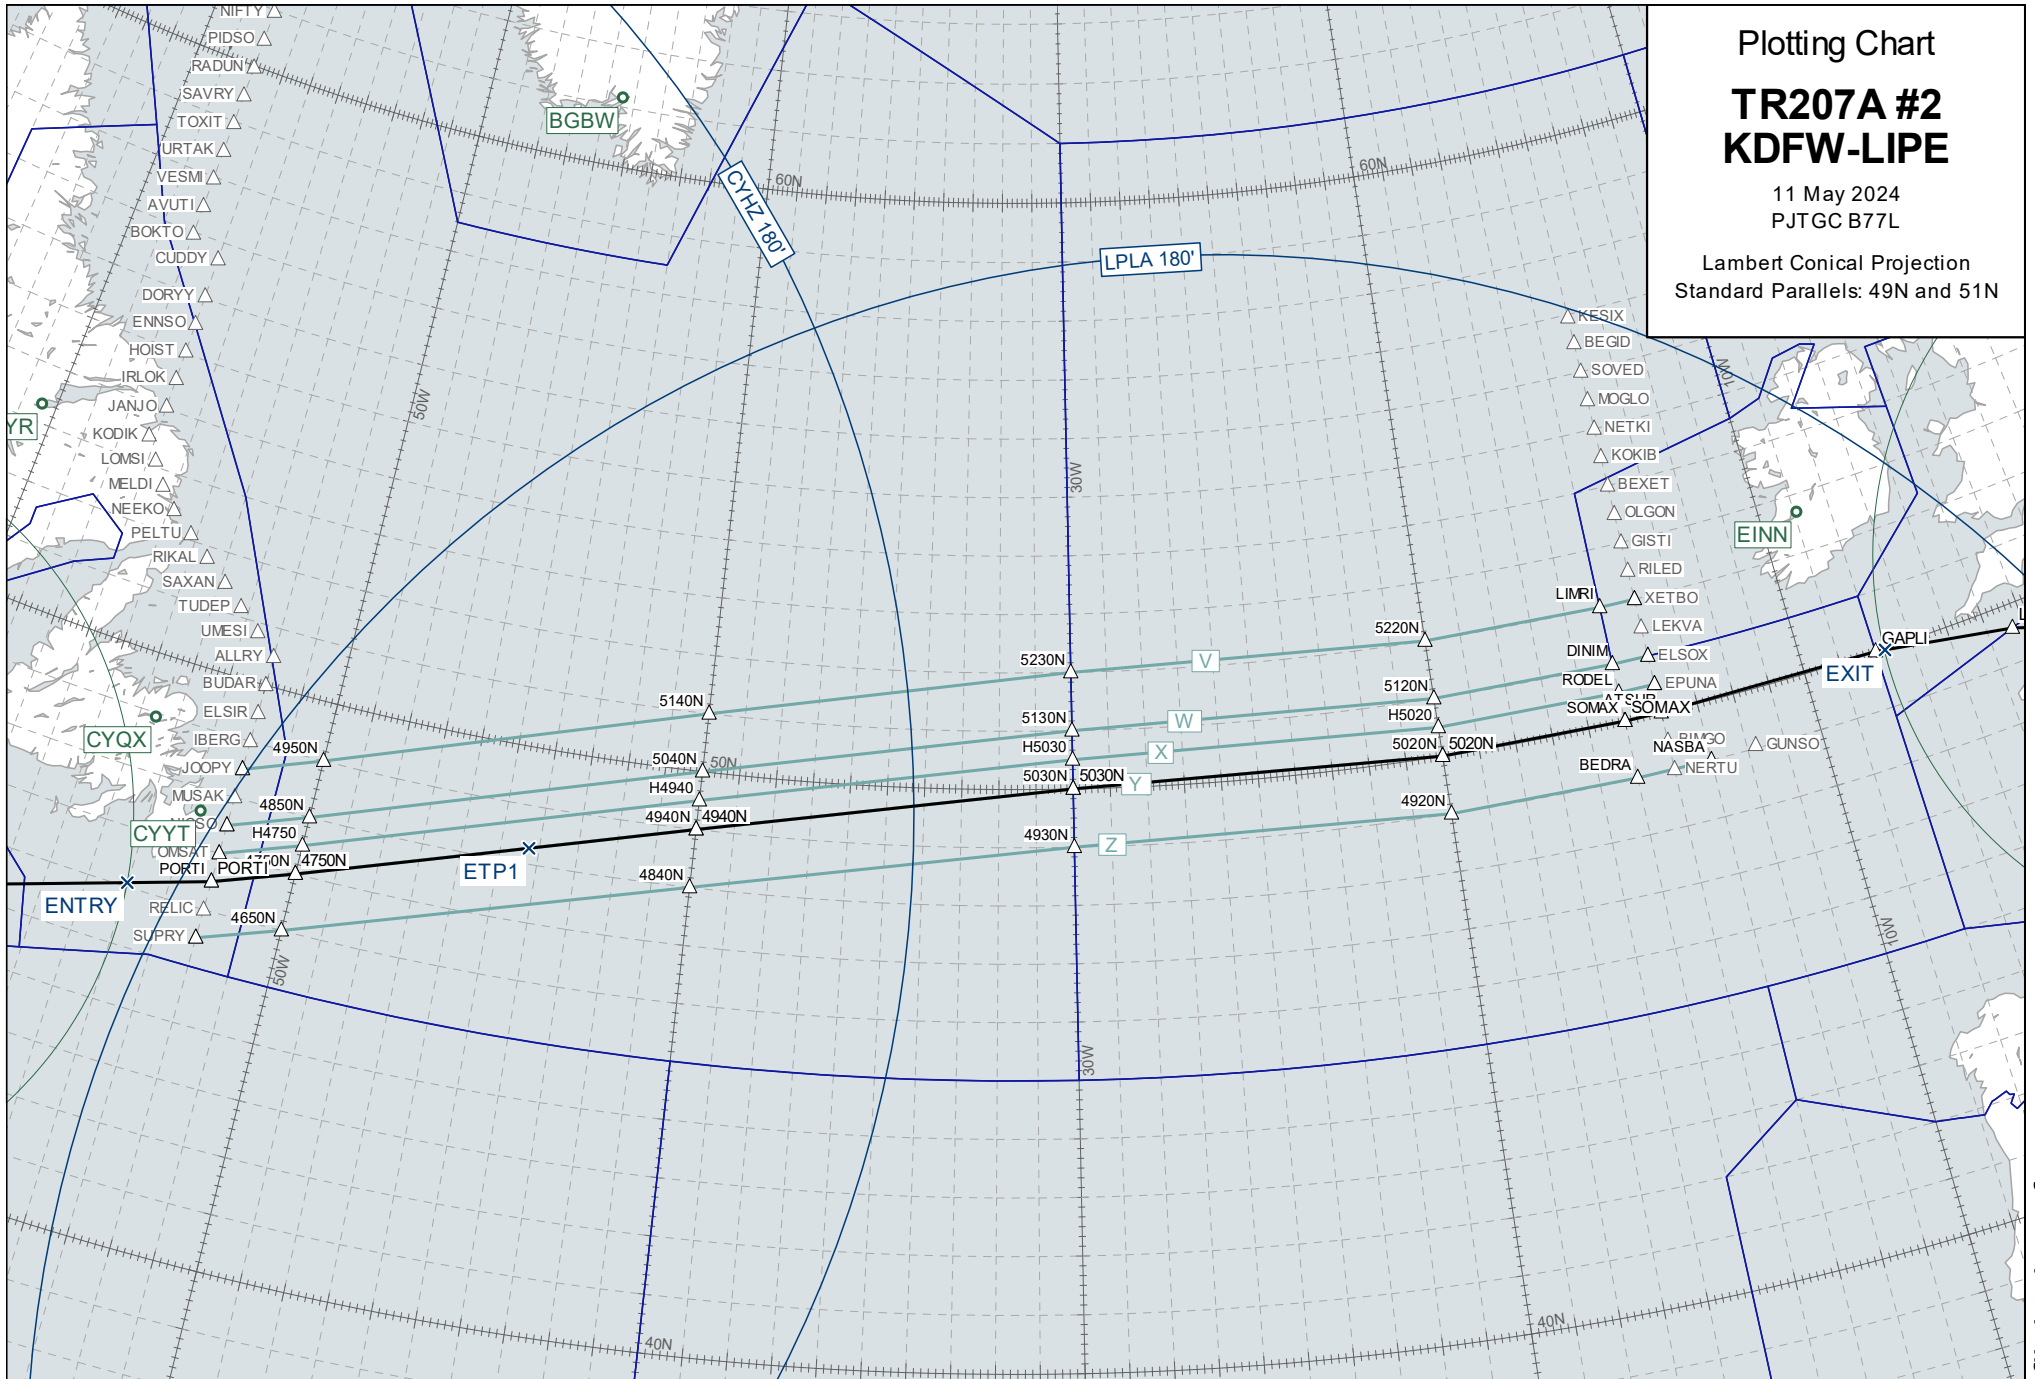 Plotting Chart
TR207A #2
KDFW-LIPE
11 May 2024
PJTGC B77L
Lambert Conical Projection
Standard Parallels: 49N and 51N
NIFTY
PIDSO
RADUN
SAVRY
TOXIT
URTAK
VESMI
AVUTI
BOKTO
CUDDY
DORYY
ENNSO
HOIST
IRLOK
JANJO
YR
KODIK
LOMSI
MELDI
NEEKO
PELTU
RIKAL
SAXAN
TUDEP
UMESI
ALLRY
BUDAR
ELSIR
CYQX
IBERG
JOOPY
MUSAK
CYYT
OMSAT
PORTI
PORTI
ENTRY
RELIC
SUPRY
BGBW
60N
60N
CYHZ 180'
LPLA 180'
50W
50W
30W
30W
10W
10W
50N
40N
40N
4950N
4850N
H4750
4750N
4650N
ETP1
5140N
5040N
H4940
4940N
4940N
4840N
5230N
5130N
H5030
5030N
5030N
4930N
V
W
X
Y
Z
5220N
5120N
H5020
5020N
5020N
4920N
KESIX
BEGID
SOVED
MOGLO
NETKI
KOKIB
BEXET
OLGON
GISTI
RILED
LIMRI
XETBO
LEKVA
DINIM
ELSOX
RODEL
EPUNA
SOMAX
SOMAX
NASBA
GUNSO
BEDRA
NERTU
EINN
GAPLI
EXIT